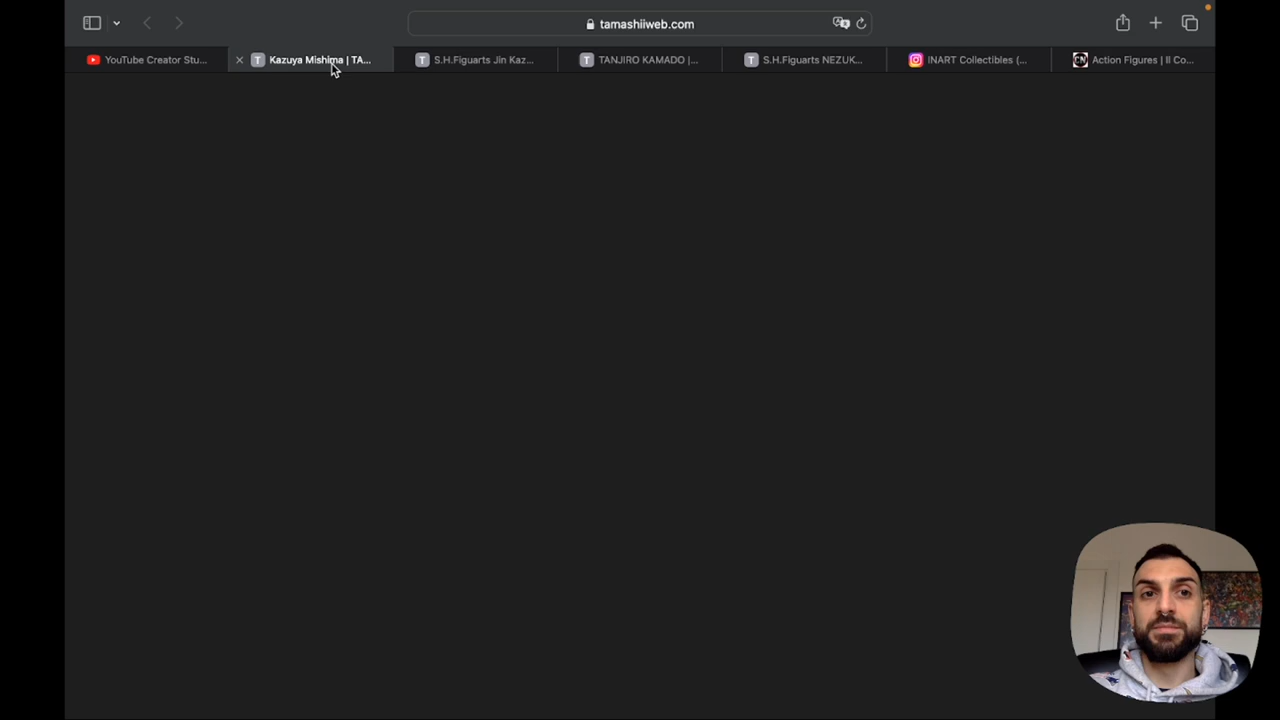 tamashiiweb.com
YouTube Creator Stu...
Kazuya Mishima | TA...
S.H.Figuarts Jin Kaz...
TANJIRO KAMADO |...
S.H.Figuarts NEZUK...
INART Collectibles (...
Action Figures | Il Co...